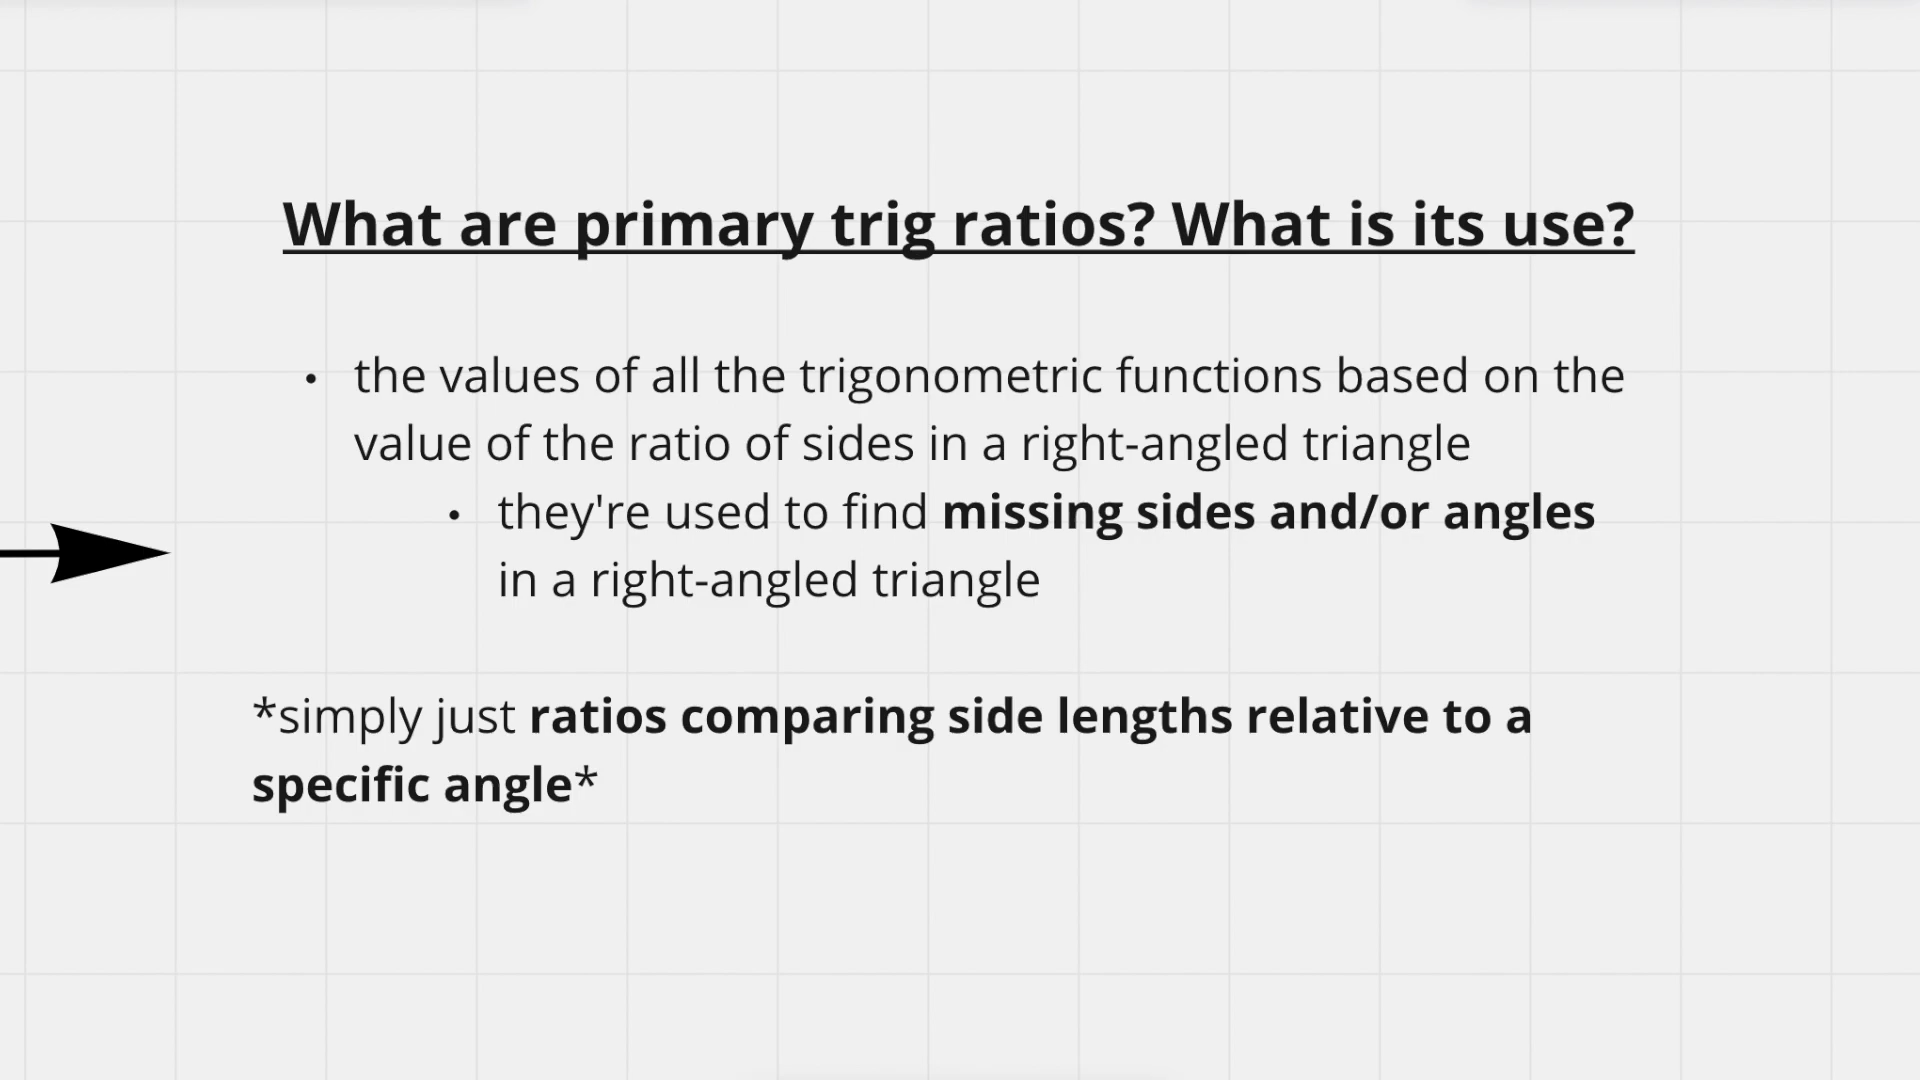 What are primary trig ratios? What is its use?
• the values of all the trigonometric functions based on the
value of the ratio of sides in a right-angled triangle
• they're used to find missing sides and/or angles
in a right-angled triangle
*simply just ratios comparing side lengths relative to a
specific angle*